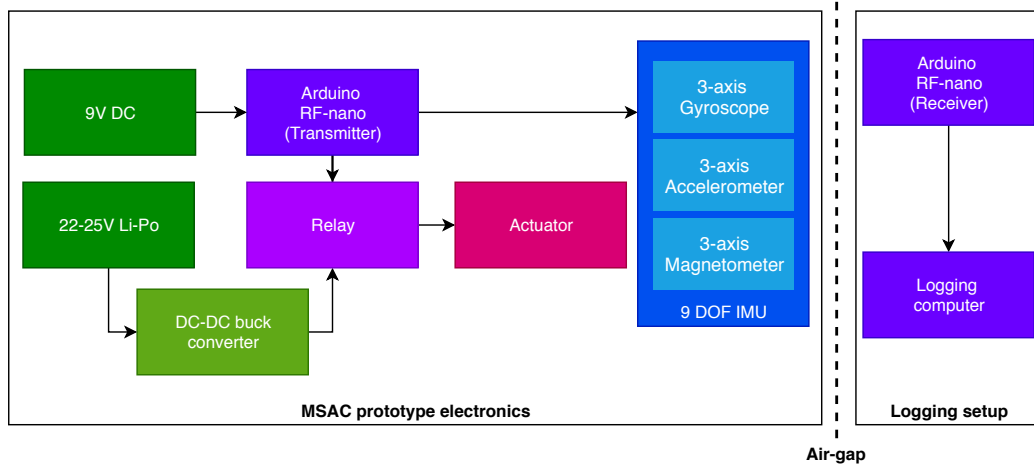 9V DC
Arduino
RF-nano
(Transmitter)
22-25V Li-Po
Relay
Actuator
DC-DC buck
converter
3-axis
Gyroscope
3-axis
Accelerometer
3-axis
Magnetometer
9 DOF IMU
MSAC prototype electronics
Air-gap
Arduino
RF-nano
(Receiver)
Logging
computer
Logging setup